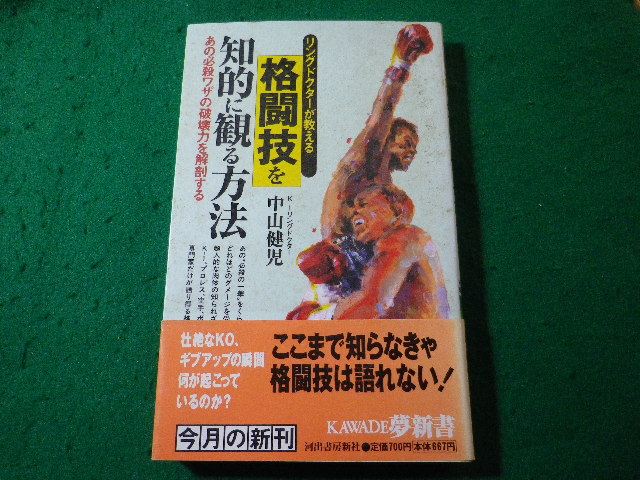 リングドクターが教える
格闘技を
知的に観る方法
あの、必殺ワザの破壊力を解剖する
K-1リングドクター
中山健児
壮絶なKO、
ギブアップの瞬間
何が起こって
いるのか?
ここまで知らなきゃ
格闘技は語れない!
今月の新刊
KAWADE夢新書
河出書房新社●定価700円 本体667円